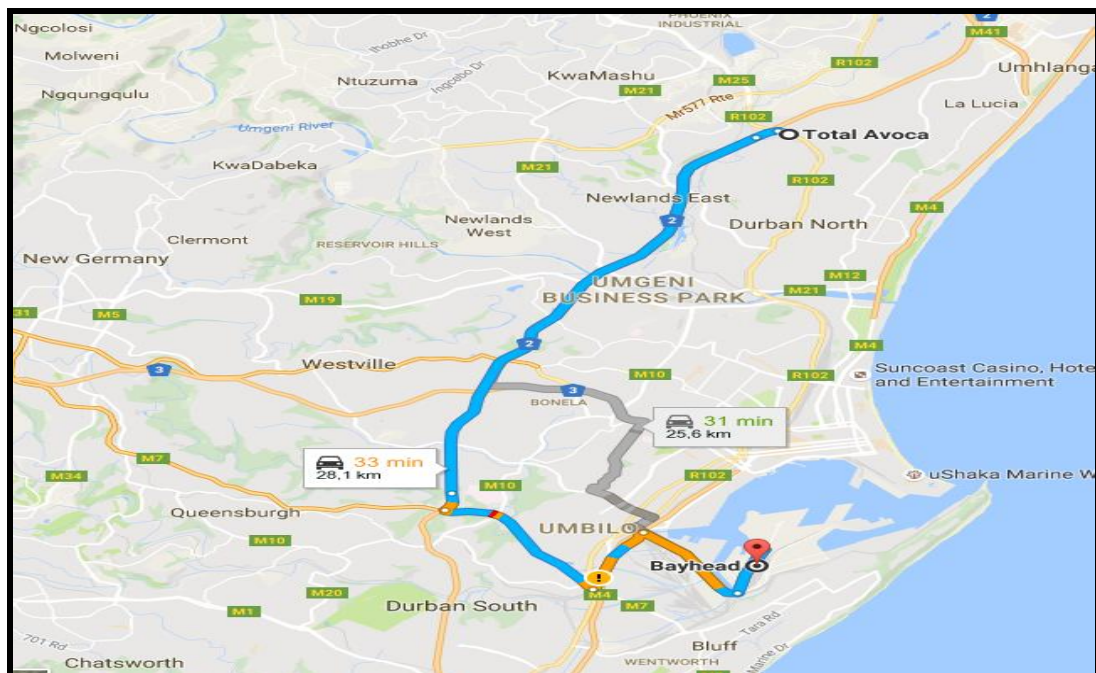 PHOENIX
INDUSTRIAL
2
M41
Ngcolosi
Molweni
Inhobhe Dr
Ntuzuma
Ingcebo Dr
KwaMashu
M25
R102
Umhlanga
Ngqungqulu
M21
Mr577 Rte
La Lucia
R102
Umgeni River
Total Avoca
KwaDabeka
M21
R102
Newlands East
M4
Newlands
West
2
Durban North
Clermont
RESERVOIR HILLS
New Germany
M12
UMGENI
BUSINESS PARK
M21
M19
31
M5
2
M4
Westville
3
M10
R102
Suncoast Casino, Hote
and Entertainment
3
BONELA
31 min
25,6 km
M7
33 min
28,1 km
M34
M10
R102
uShaka Marine W
Queensburgh
UMBILO
M10
Bayhead
!
M20
M4
Durban South
M7
M1
Tara Rd
701 Rd
Bluff
Marine Dr
Chatsworth
WENTWORTH